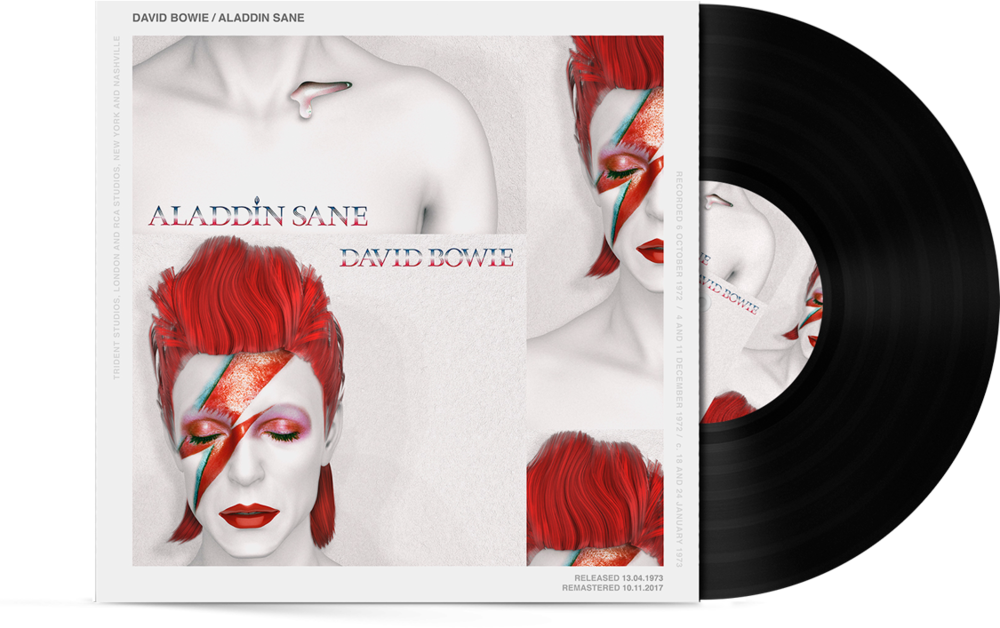 DAVID BOWIE / ALADDIN SANE
TRIDENT STUDIOS, LONDON AND RCA STUDIOS, NEW YORK AND NASHVILLE
ALADDIN SANE
DAVID BOWIE
RECORDED 6 OCTOBER 1972 / 4 AND 11 DECEMBER 1972 / c. 18 AND 24 JANUARY 1973
DAVID BOWIE
RELEASED 13.04.1973
REMASTERED 10.11.2017